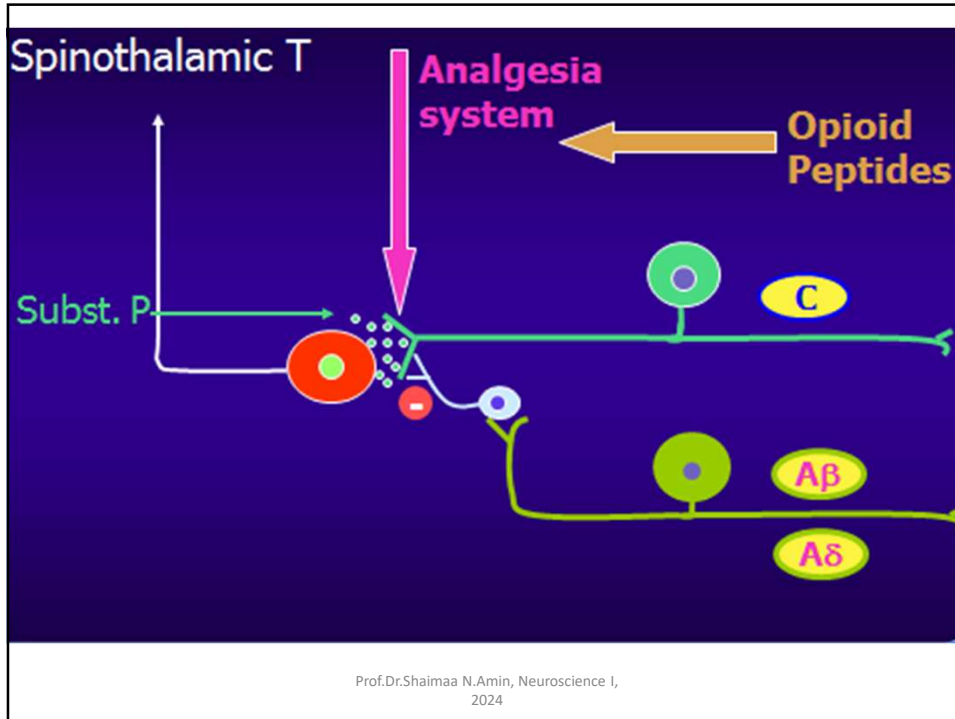 Spinothalamic T
Analgesia
system
Opioid
Peptides
C
Subst. P
-
Aβ
Aδ
Prof.Dr.Shaimaa N.Amin, Neuroscience I,
2024